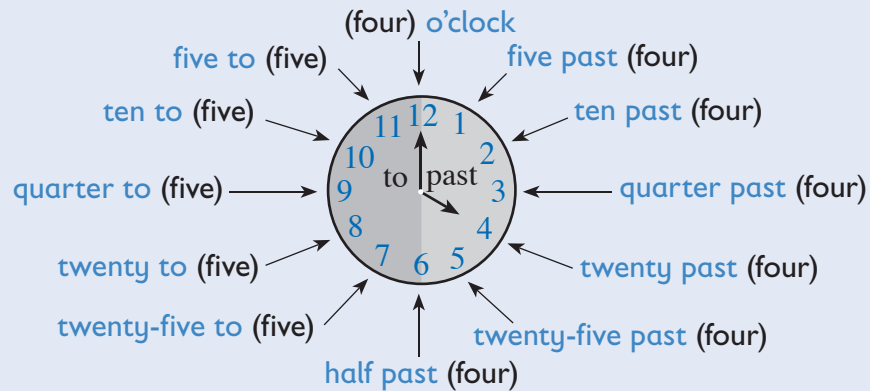 (four) o'clock
five to (five)
five past (four)
ten to (five)
ten past (four)
quarter to (five)
quarter past (four)
twenty to (five)
twenty past (four)
twenty-five to (five)
twenty-five past (four)
half past (four)
12
1
2
3
4
5
6
7
8
9
10
11
to past